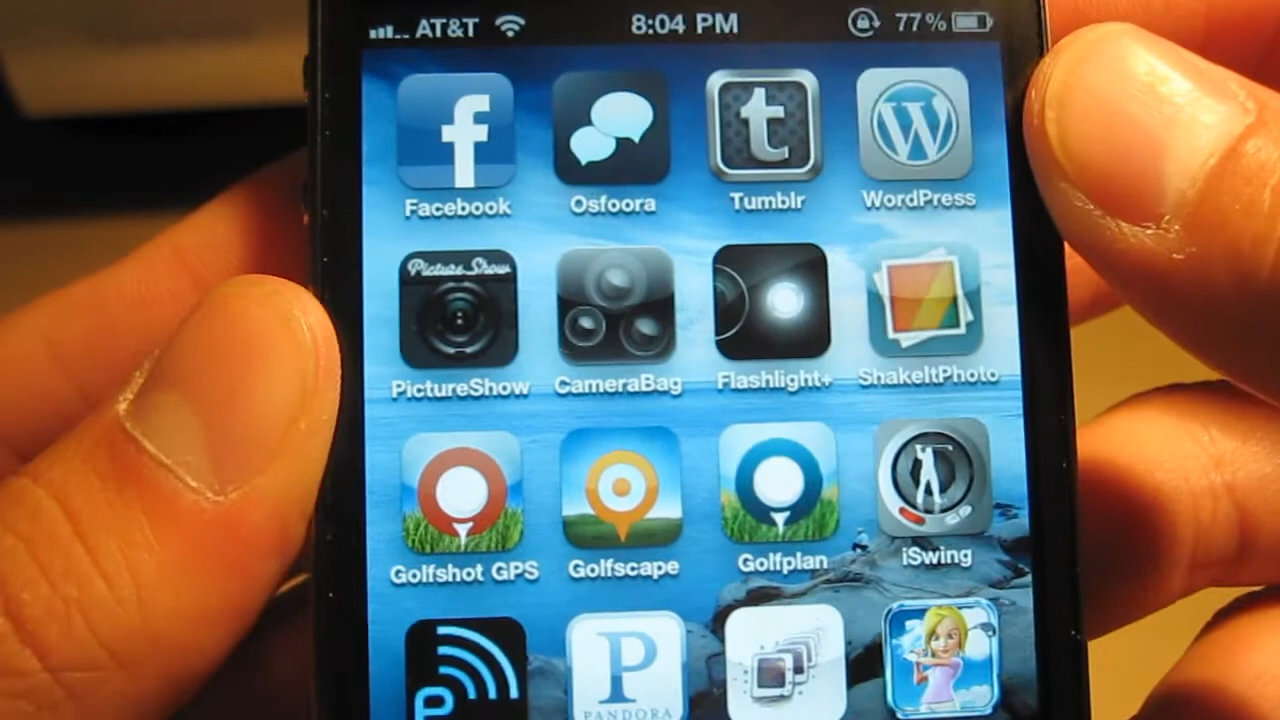 AT&T 8:04 PM 77%
f t W
Facebook Osfoora Tumblr WordPress
Picture Show
PictureShow CameraBag Flashlight+ ShakeItPhoto
Golfshot GPS Golfscape Golfplan iSwing
P P
PANDORA